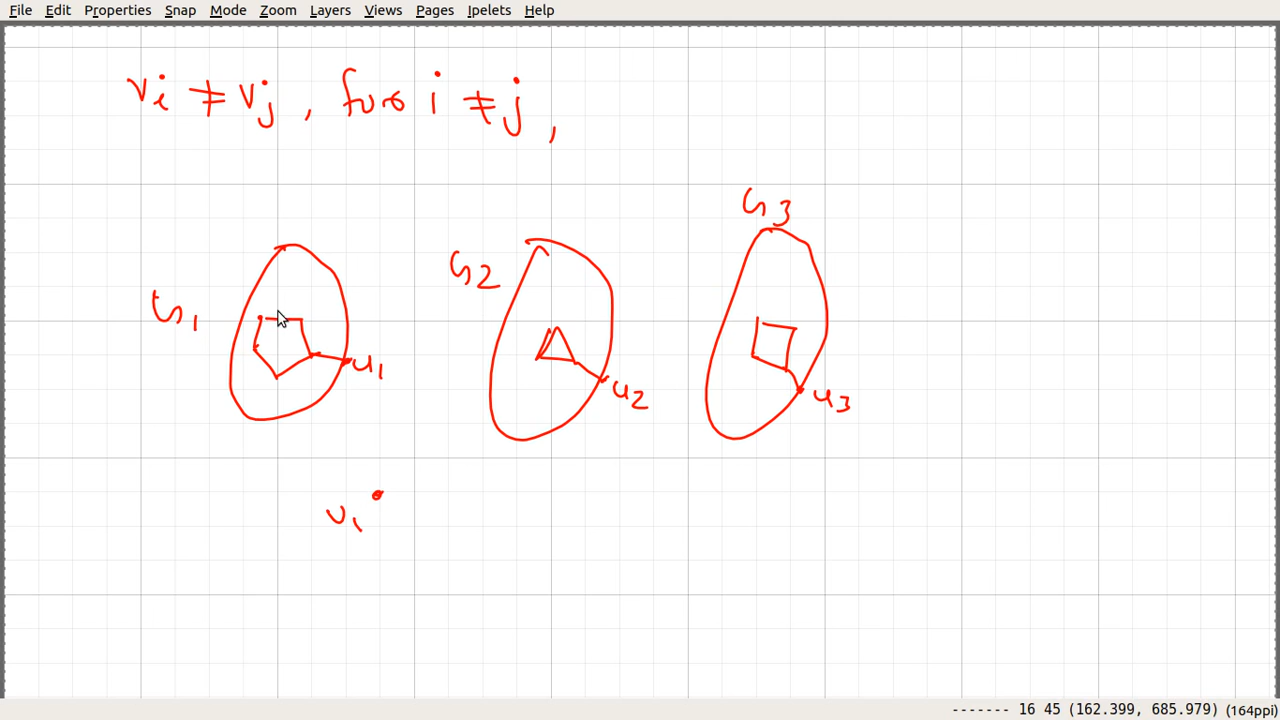 File Edit Properties Snap Mode Zoom Layers Views Pages Ipelets Help
vi ≠ vj, for i ≠ j,
G3
G2
G1
u1
u2
u3
v1
------- 16 45 (162.399, 685.979) (164ppi)